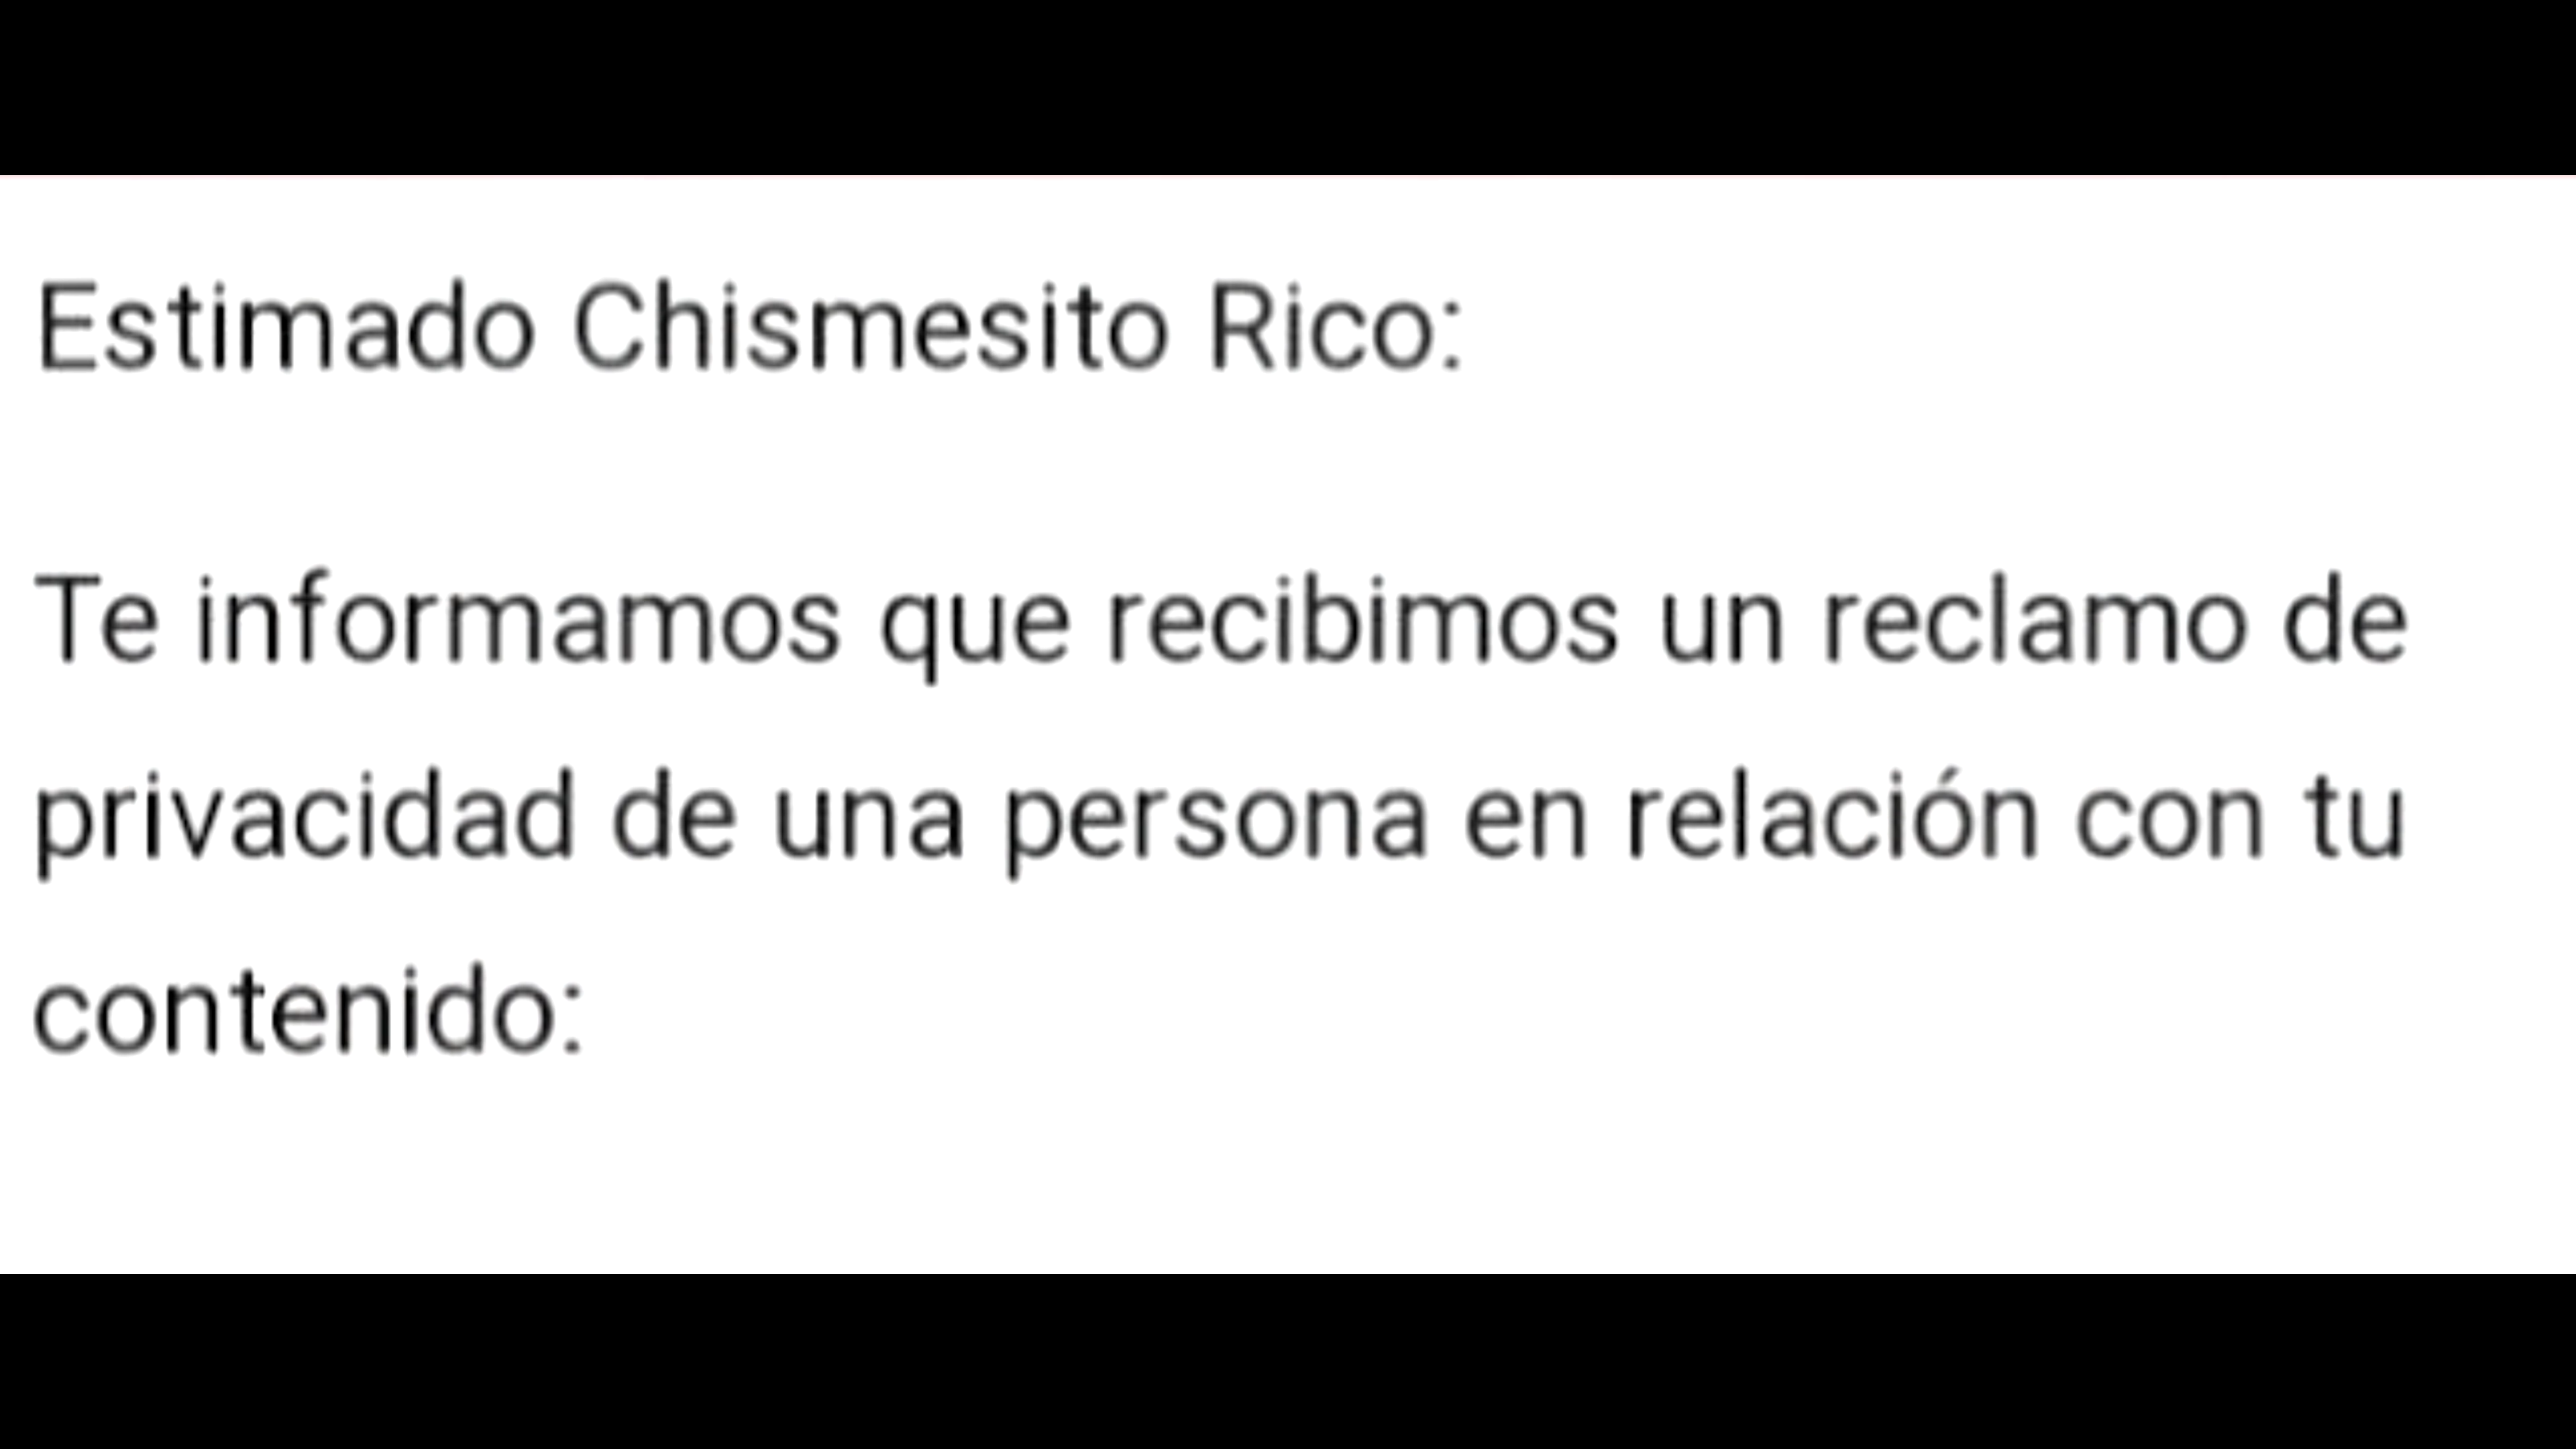 Estimado Chismesito Rico:
Te informamos que recibimos un reclamo de
privacidad de una persona en relación con tu
contenido: